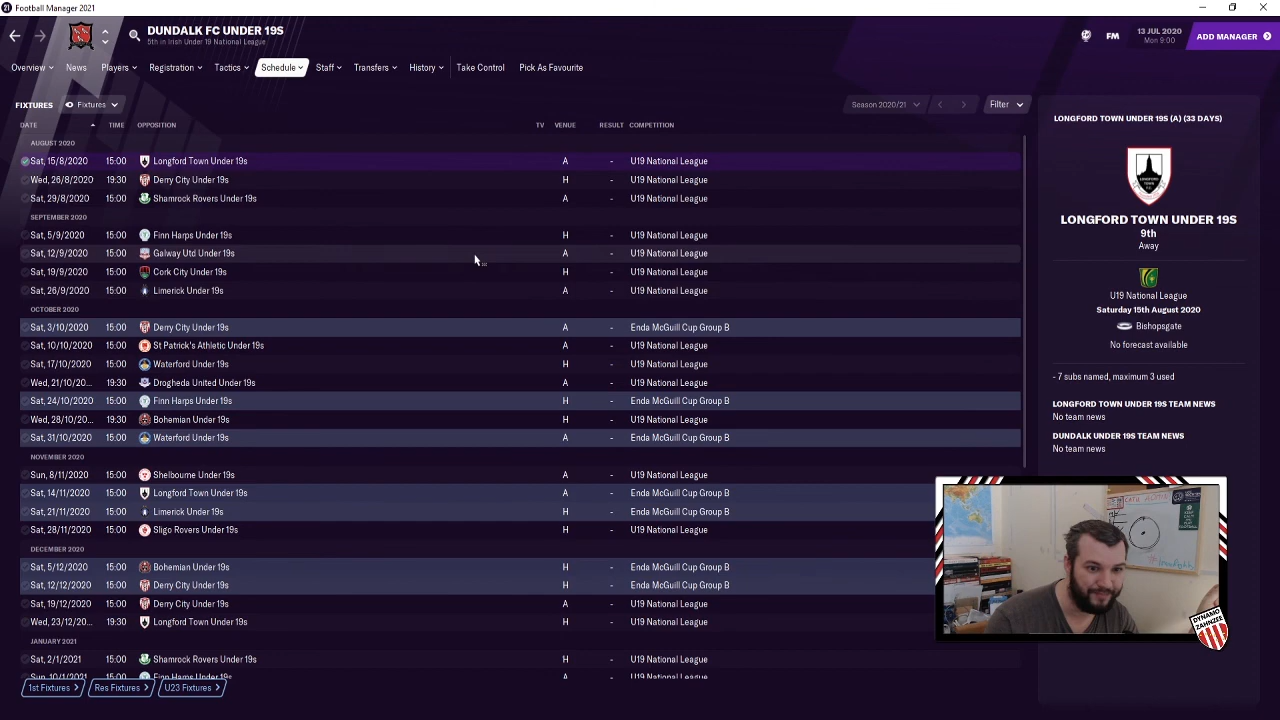 Football Manager 2021
DUNDALK FC UNDER 19S
5th in Irish Under 19 National League
FM
13 JUL 2020
Mon 9:00
ADD MANAGER
Overview
News
Players
Registration
Tactics
Schedule
Staff
Transfers
History
Take Control
Pick As Favourite
FIXTURES
Fixtures
Season 2020/21
Filter
DATE TIME OPPOSITION TV VENUE RESULT COMPETITION
AUGUST 2020
Sat, 15/8/2020 15:00 Longford Town Under 19s A - U19 National League
Wed, 26/8/2020 19:30 Derry City Under 19s H - U19 National League
Sat, 29/8/2020 15:00 Shamrock Rovers Under 19s A - U19 National League
SEPTEMBER 2020
Sat, 5/9/2020 15:00 Finn Harps Under 19s H - U19 National League
Sat, 12/9/2020 15:00 Galway Utd Under 19s A - U19 National League
Sat, 19/9/2020 15:00 Cork City Under 19s H - U19 National League
Sat, 26/9/2020 15:00 Limerick Under 19s A - U19 National League
OCTOBER 2020
Sat, 3/10/2020 15:00 Derry City Under 19s A - Enda McGuill Cup Group B
Sat, 10/10/2020 15:00 St Patrick's Athletic Under 19s A - U19 National League
Sat, 17/10/2020 15:00 Waterford Under 19s H - U19 National League
Wed, 21/10/20... 19:30 Drogheda United Under 19s A - U19 National League
Sat, 24/10/2020 15:00 Finn Harps Under 19s H - Enda McGuill Cup Group B
Wed, 28/10/20... 19:30 Bohemian Under 19s H - U19 National League
Sat, 31/10/2020 15:00 Waterford Under 19s A - Enda McGuill Cup Group B
NOVEMBER 2020
Sun, 8/11/2020 15:00 Shelbourne Under 19s A - U19 National League
Sat, 14/11/2020 15:00 Longford Town Under 19s A - Enda McGuill Cup Group B
Sat, 21/11/2020 15:00 Limerick Under 19s H - Enda McGuill Cup Group B
Sat, 28/11/2020 15:00 Sligo Rovers Under 19s H - U19 National League
DECEMBER 2020
Sat, 5/12/2020 15:00 Bohemian Under 19s H - Enda McGuill Cup Group B
Sat, 12/12/2020 15:00 Derry City Under 19s H - Enda McGuill Cup Group B
Sat, 19/12/2020 15:00 Derry City Under 19s A - U19 National League
Wed, 23/12/20... 19:30 Longford Town Under 19s H - U19 National League
JANUARY 2021
Sat, 2/1/2021 15:00 Shamrock Rovers Under 19s H - U19 National League
Sun, 10/1/2021 15:00 Finn Harps Under 19s A - U19 National League
1st Fixtures
Res Fixtures
U23 Fixtures
LONGFORD TOWN UNDER 19S (A) (33 DAYS)
LONGFORD TOWN UNDER 19S
9th
Away
U19 National League
Saturday 15th August 2020
Bishopsgate
No forecast available
- 7 subs named, maximum 3 used
LONGFORD TOWN UNDER 19S TEAM NEWS
No team news
DUNDALK UNDER 19S TEAM NEWS
No team news
DYNAMO
ZAHNZEE